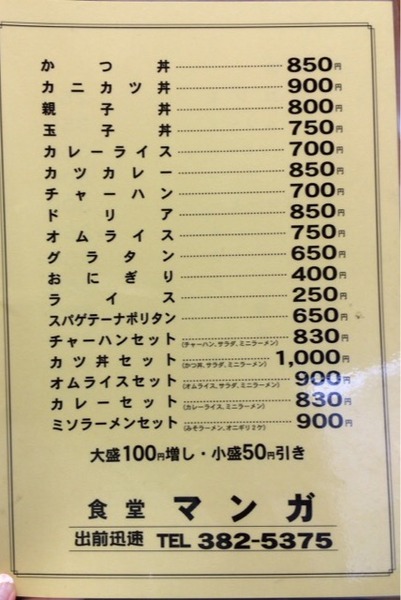 かつ丼 850円
カニカツ丼 900円
親子丼 800円
玉子丼 750円
カレーライス 700円
カツカレー 850円
チャーハン 700円
ドリア 850円
オムライス 750円
グラタン 650円
おにぎり 400円
ライス 250円
スパゲテーナポリタン 650円
チャーハンセット (チャーハン、サラダ、ミニラーメン) 830円
カツ丼セット (かつ丼、サラダ、ミニラーメン) 1,000円
オムライスセット (オムライス、サラダ、ミニラーメン) 900円
カレーセット (カレーライス、ミニラーメン) 830円
ミソラーメンセット (みそラーメン、オニギリ2ケ) 900円
大盛100円増し・小盛50円引き
食堂 マンガ
出前迅速 TEL 382-5375